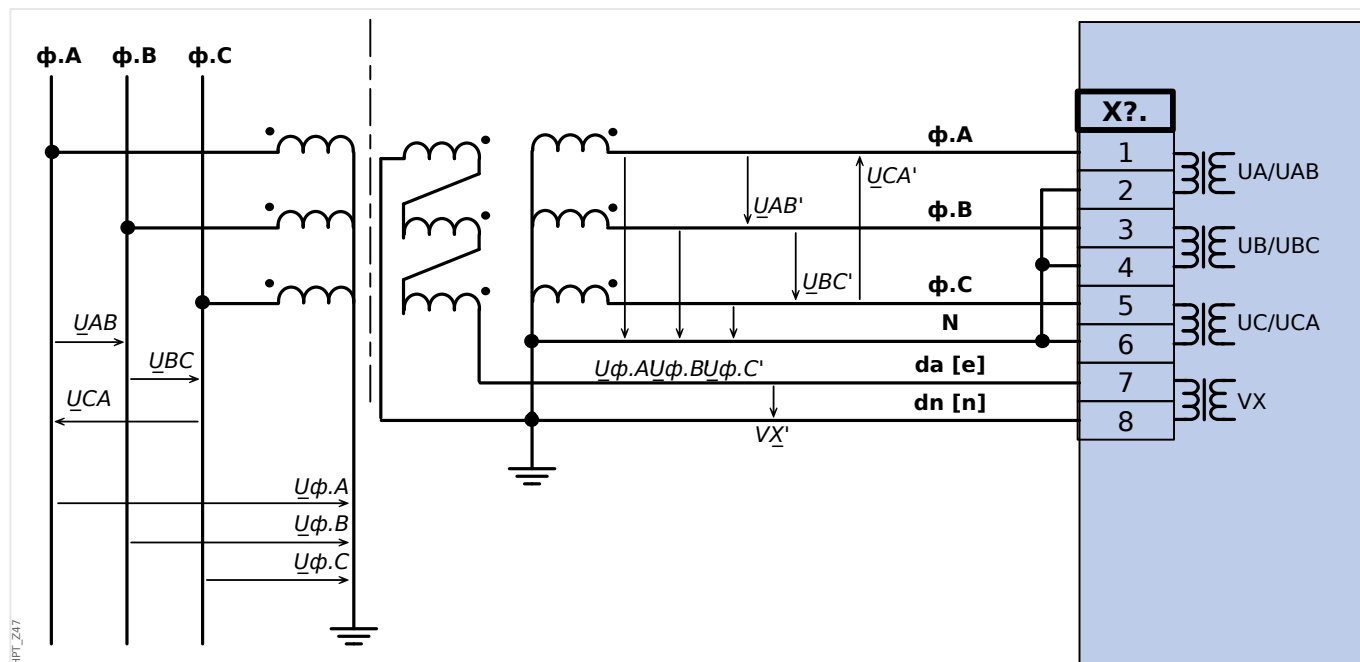 ф.A ф.B ф.C
X?.
ф.A
1
UA/UAB
UCA'
2
UAB'
ф.B
3
UB/UBC
4
UBC'
ф.C
5
UC/UCA
N
6
UAB
UBC
Uф.AUф.BUф.C'
da [e]
7
UCA
dn [n]
VX
8
VX'
Uф.A
Uф.B
Uф.C
HPT_Z47